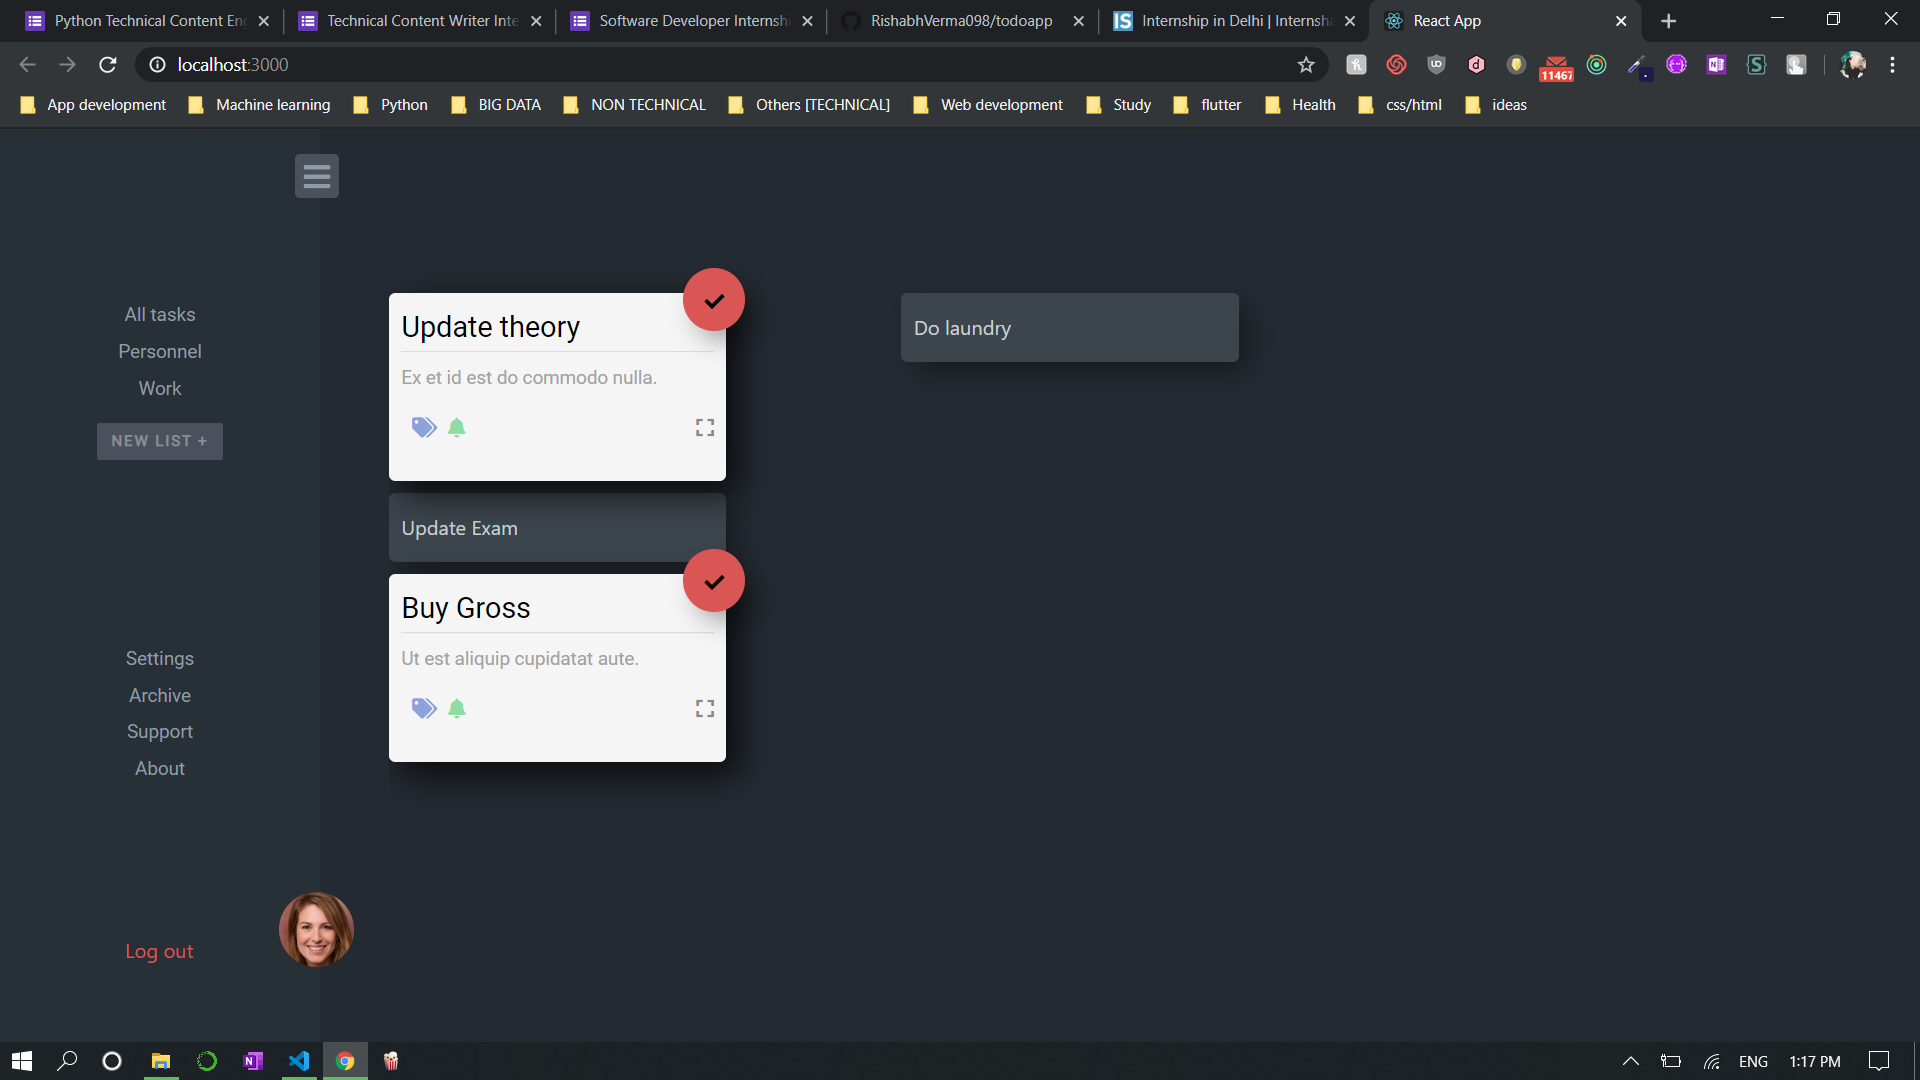 Python Technical Content En
Technical Content Writer Inte
Software Developer Internshi
RishabhVerma098/todoapp
Internship in Delhi | Internsha
React App
localhost:3000
11467
App development
Machine learning
Python
BIG DATA
NON TECHNICAL
Others [TECHNICAL]
Web development
Study
flutter
Health
css/html
ideas
All tasks
Personnel
Work
NEW LIST +
Settings
Archive
Support
About
Log out
Update theory
Ex et id est do commodo nulla.
Update Exam
Buy Gross
Ut est aliquip cupidatat aute.
Do laundry
ENG
1:17 PM